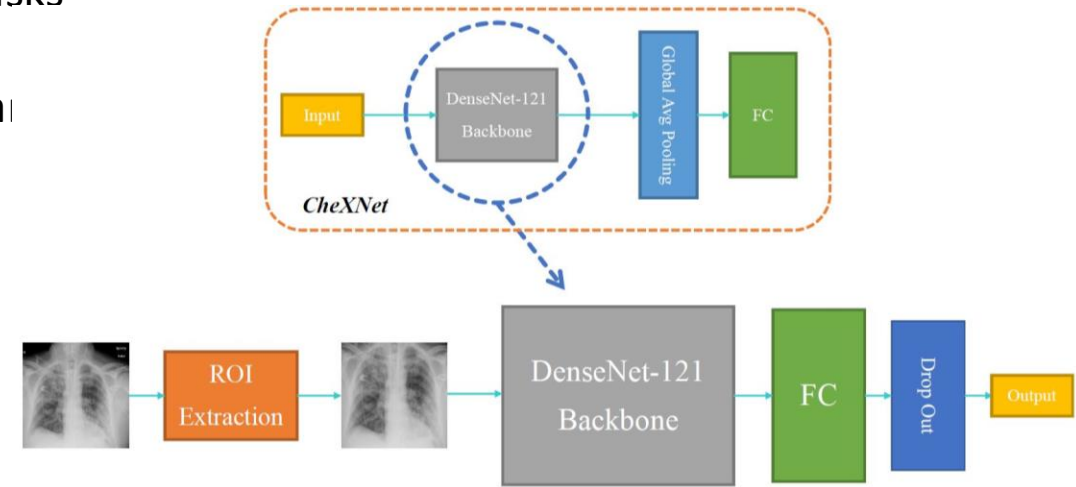 Input
DenseNet-121
Backbone
Global Avg Pooling
FC
CheXNet
ROI
Extraction
DenseNet-121
Backbone
FC
Drop Out
Output